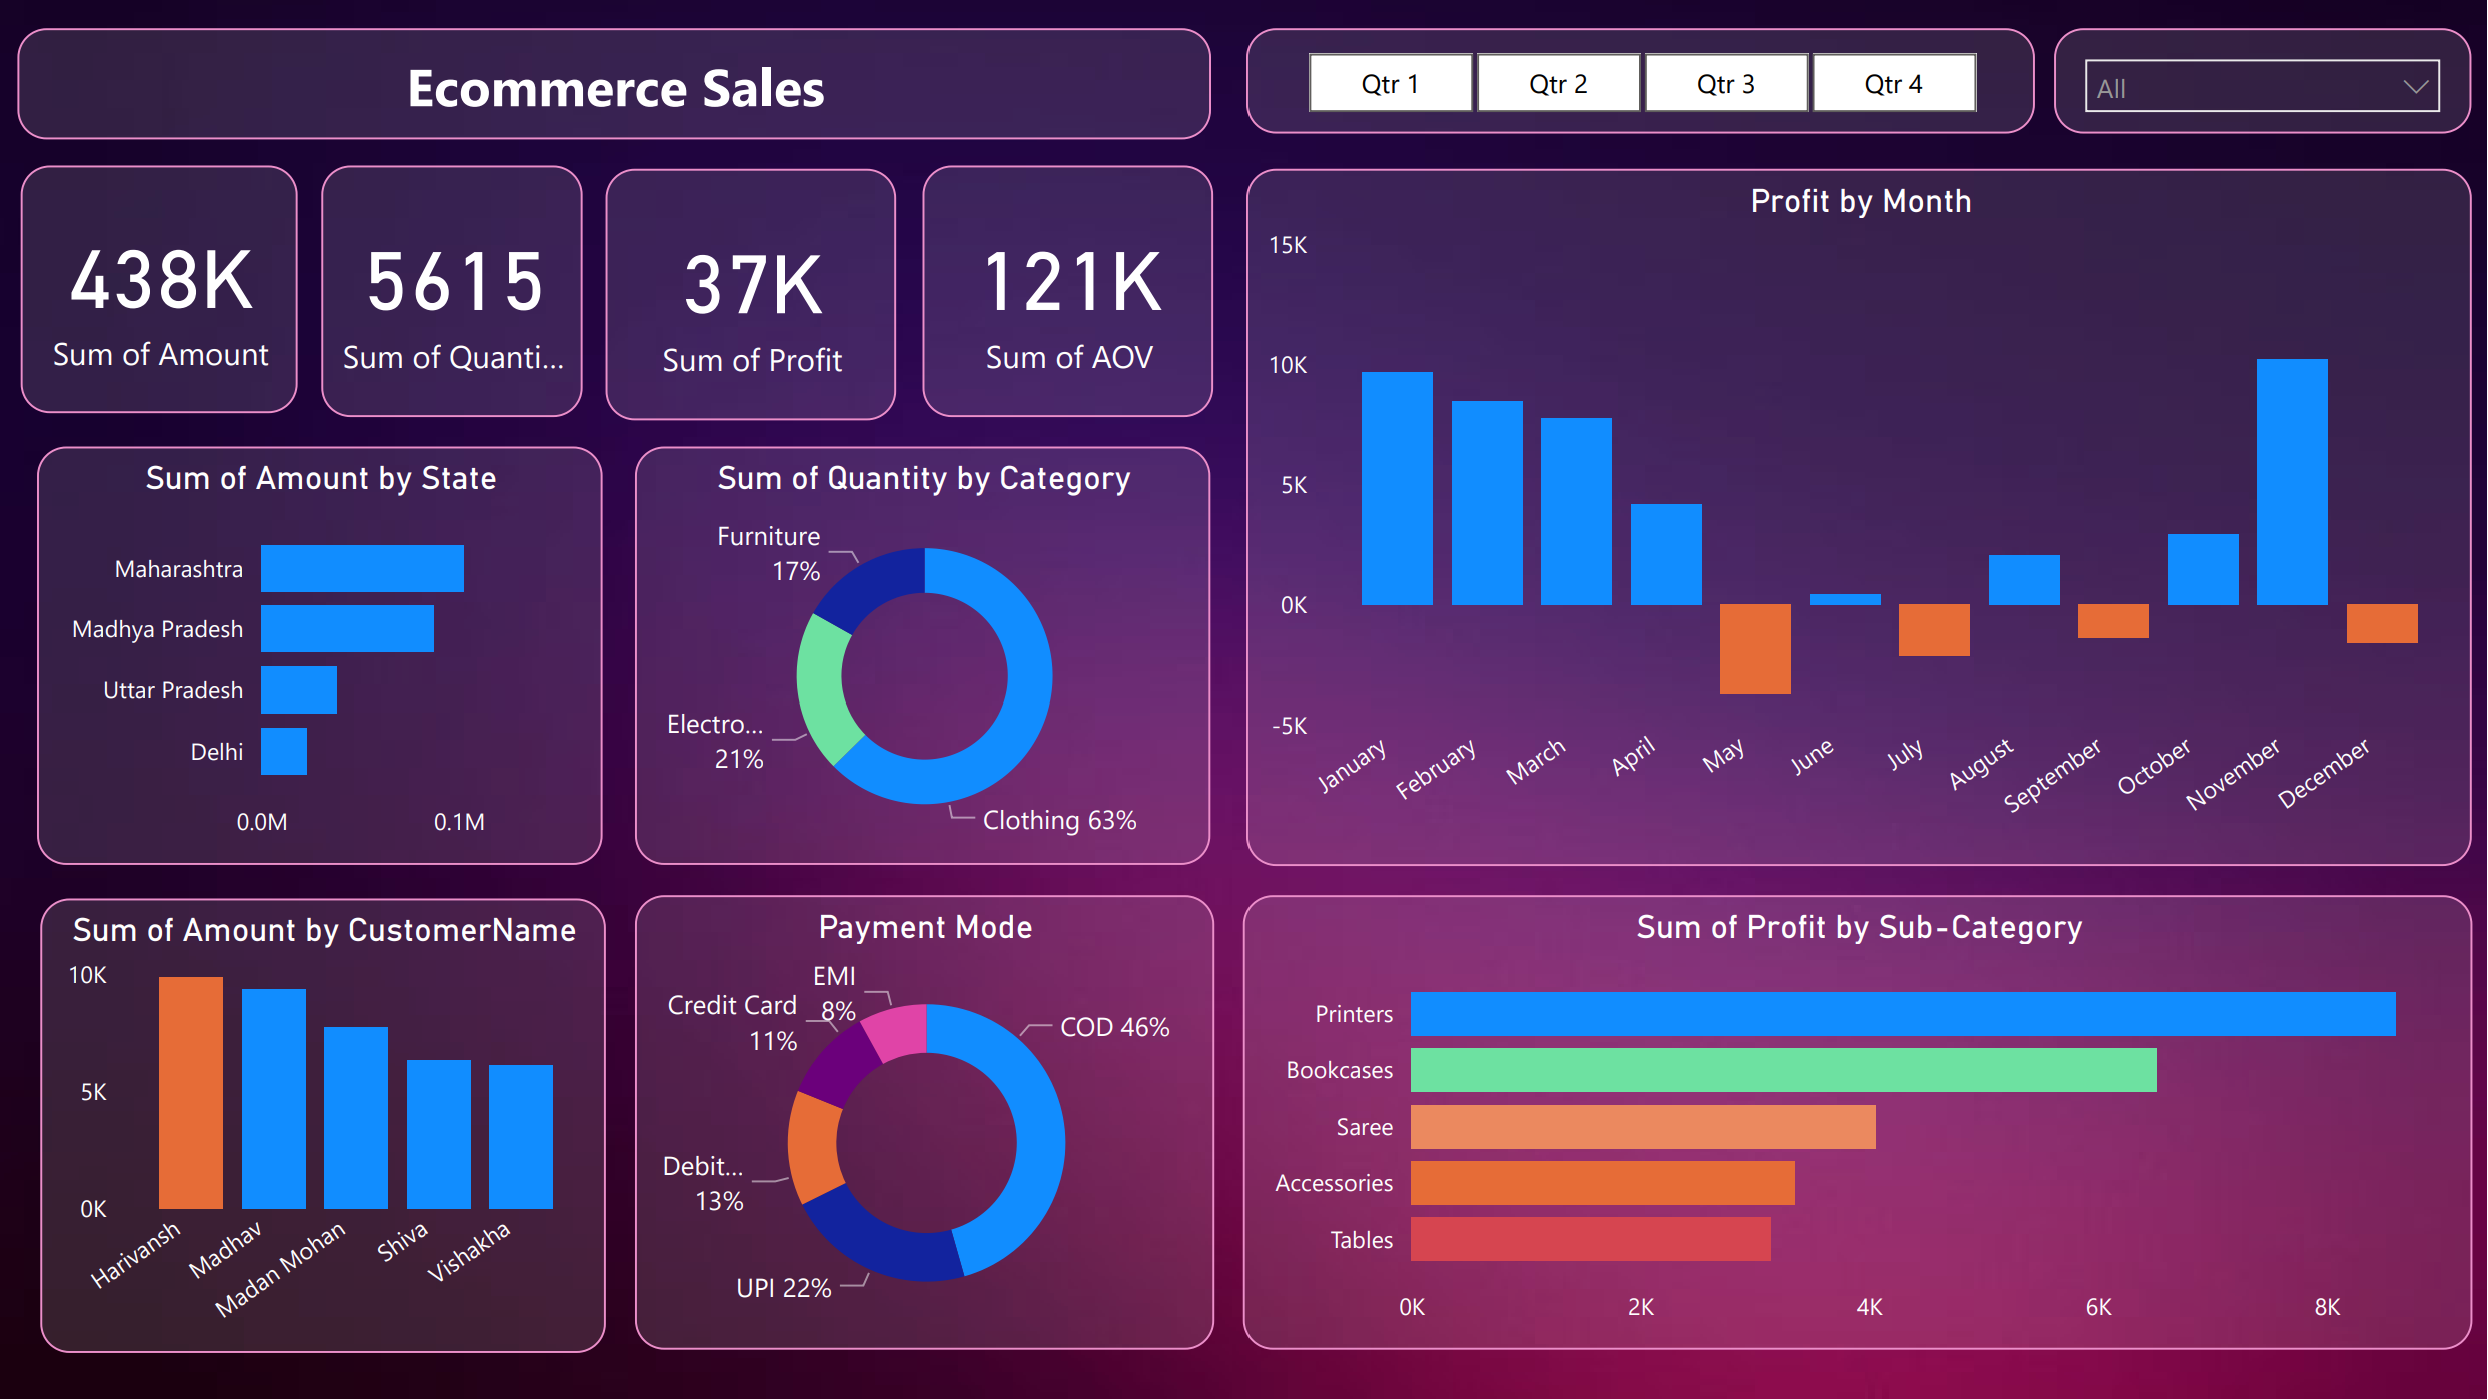 Ecommerce Sales
Qtr 1
Qtr 2
Qtr 3
Qtr 4
All
438K
Sum of Amount
5615
Sum of Quanti...
37K
Sum of Profit
121K
Sum of AOV
Profit by Month
15K
10K
5K
0K
-5K
January
February
March
April
May
June
July
August
September
October
November
December
Sum of Amount by State
Maharashtra
Madhya Pradesh
Uttar Pradesh
Delhi
0.0M
0.1M
Sum of Quantity by Category
Furniture
17%
Electro...
21%
Clothing 63%
Sum of Amount by CustomerName
10K
5K
0K
Harivansh
Madhav
Madan Mohan
Shiva
Vishakha
Payment Mode
EMI
8%
Credit Card
11%
COD 46%
Debit...
13%
UPI 22%
Sum of Profit by Sub-Category
Printers
Bookcases
Saree
Accessories
Tables
0K
2K
4K
6K
8K